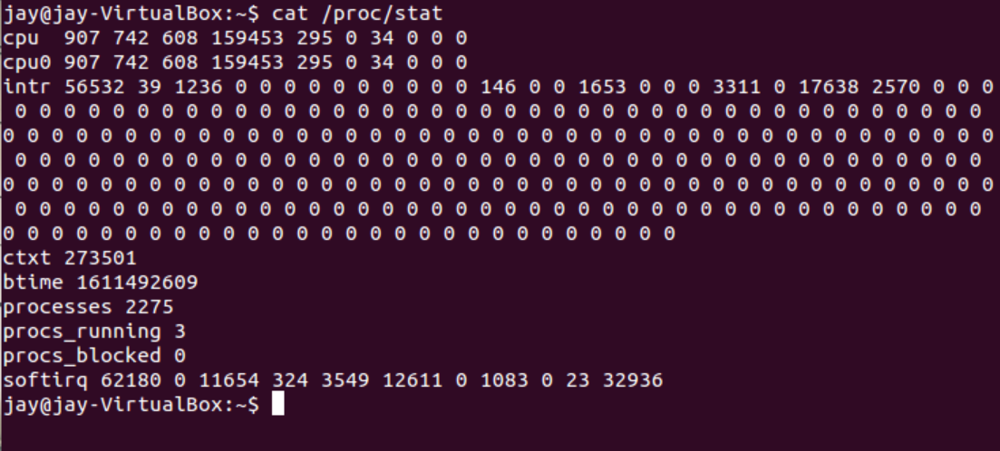 jay@jay-VirtualBox:~$ cat /proc/stat
cpu  907 742 608 159453 295 0 34 0 0 0
cpu0 907 742 608 159453 295 0 34 0 0 0
intr 56532 39 1236 0 0 0 0 0 0 0 0 0 0 146 0 0 1653 0 0 0 3311 0 17638 2570 0 0 0
 0 0 0 0 0 0 0 0 0 0 0 0 0 0 0 0 0 0 0 0 0 0 0 0 0 0 0 0 0 0 0 0 0 0 0 0 0 0 0 0
0 0 0 0 0 0 0 0 0 0 0 0 0 0 0 0 0 0 0 0 0 0 0 0 0 0 0 0 0 0 0 0 0 0 0 0 0 0 0 0 0
 0 0 0 0 0 0 0 0 0 0 0 0 0 0 0 0 0 0 0 0 0 0 0 0 0 0 0 0 0 0 0 0 0 0 0 0 0 0 0 0
0 0 0 0 0 0 0 0 0 0 0 0 0 0 0 0 0 0 0 0 0 0 0 0 0 0 0 0 0 0 0 0 0 0 0 0 0 0 0 0 0
 0 0 0 0 0 0 0 0 0 0 0 0 0 0 0 0 0 0 0 0 0 0 0 0 0 0 0 0 0 0 0 0 0 0 0 0 0 0 0 0
0 0 0 0 0 0 0 0 0 0 0 0 0 0 0 0 0 0 0 0 0 0 0 0 0 0 0 0
ctxt 273501
btime 1611492609
processes 2275
procs_running 3
procs_blocked 0
softirq 62180 0 11654 324 3549 12611 0 1083 0 23 32936
jay@jay-VirtualBox:~$